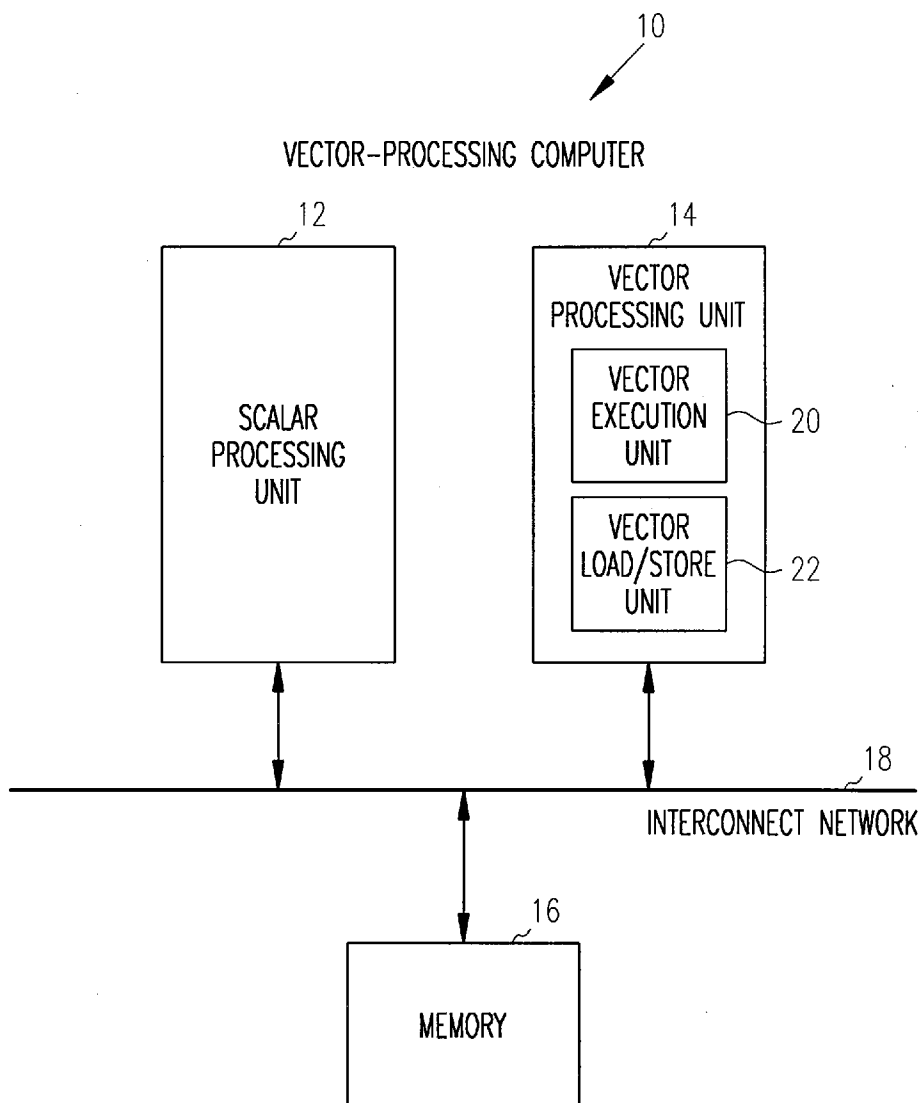 10
VECTOR-PROCESSING COMPUTER
12
14
SCALAR
PROCESSING
UNIT
VECTOR
PROCESSING UNIT
VECTOR
EXECUTION
UNIT
20
VECTOR
LOAD/STORE
UNIT
22
18
INTERCONNECT NETWORK
16
MEMORY